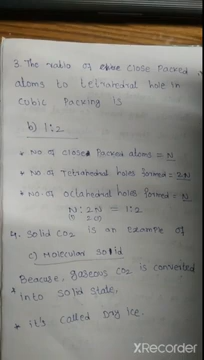 3. The ratio of close Packed
atoms to tetrahedral hole in
cubic Packing is
b) 1:2
* No of closed Packed atoms = N
* No of Tetrahedral holes formed = 2N
* No. of octahedral holes formed = N
N : 2N = 1:2
4. Solid CO2 is an example of
c) Molecular solid
Beacause, gaseous CO2 is converted
* into solid state,
* It's called Dry Ice.
XRecorder